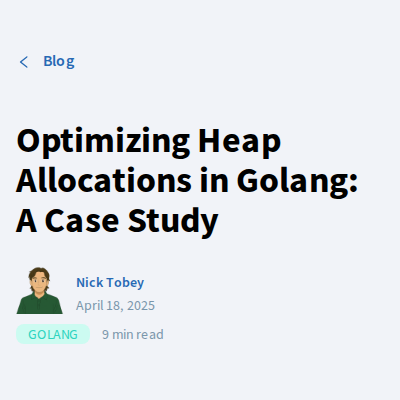 Blog
Optimizing Heap
Allocations in Golang:
A Case Study
Nick Tobey
April 18, 2025
GOLANG 9 min read